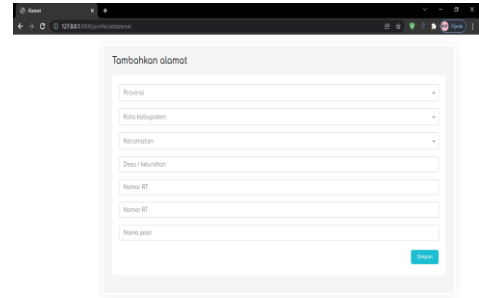 Alamat
127.0.0.1:8000/profile/addalamat
Dijeda
Tambahkan alamat
Provinsi
Kota kabupaten
Kecamatan
Desa / kelurahan
Nomor RT
Nomor RT
Nama jalan
Simpan